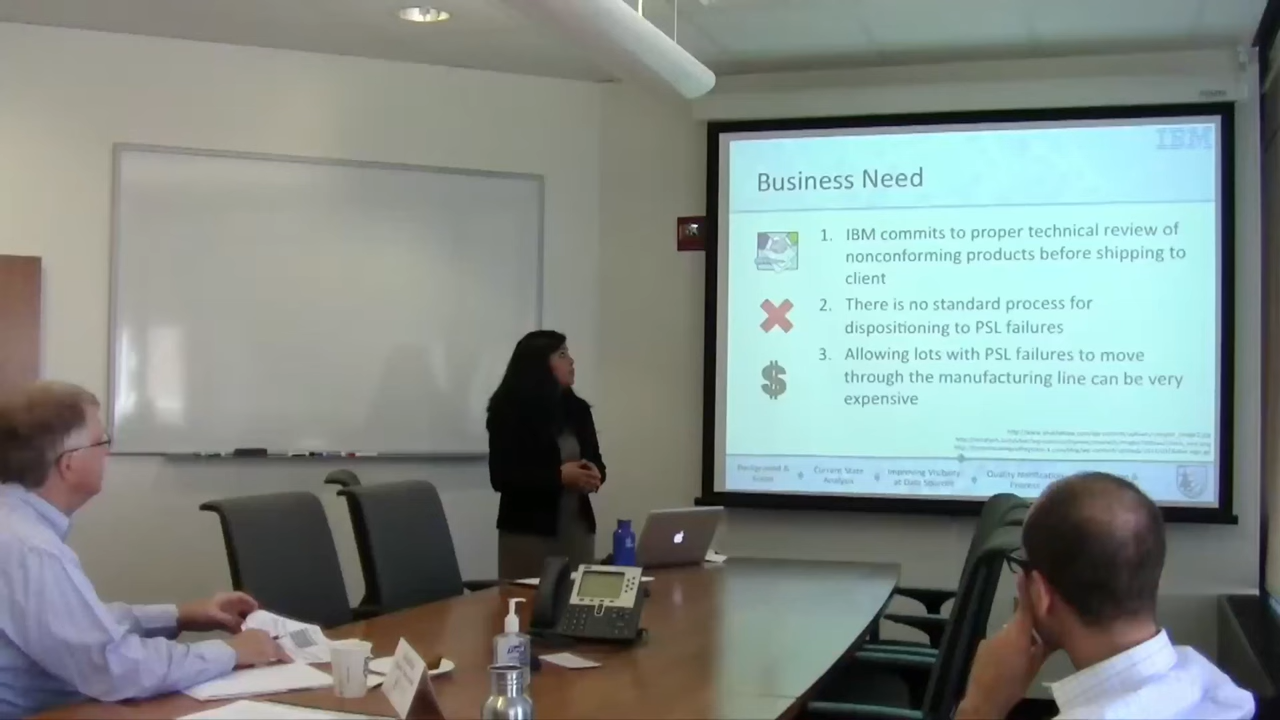 IBM
Business Need
1. IBM commits to proper technical review of
nonconforming products before shipping to
client
2. There is no standard process for
dispositioning to PSL failures
3. Allowing lots with PSL failures to move
through the manufacturing line can be very
expensive
Background &
Current State
Analysis
Improving Visibility
at Data Sources
Quality Notification
Process